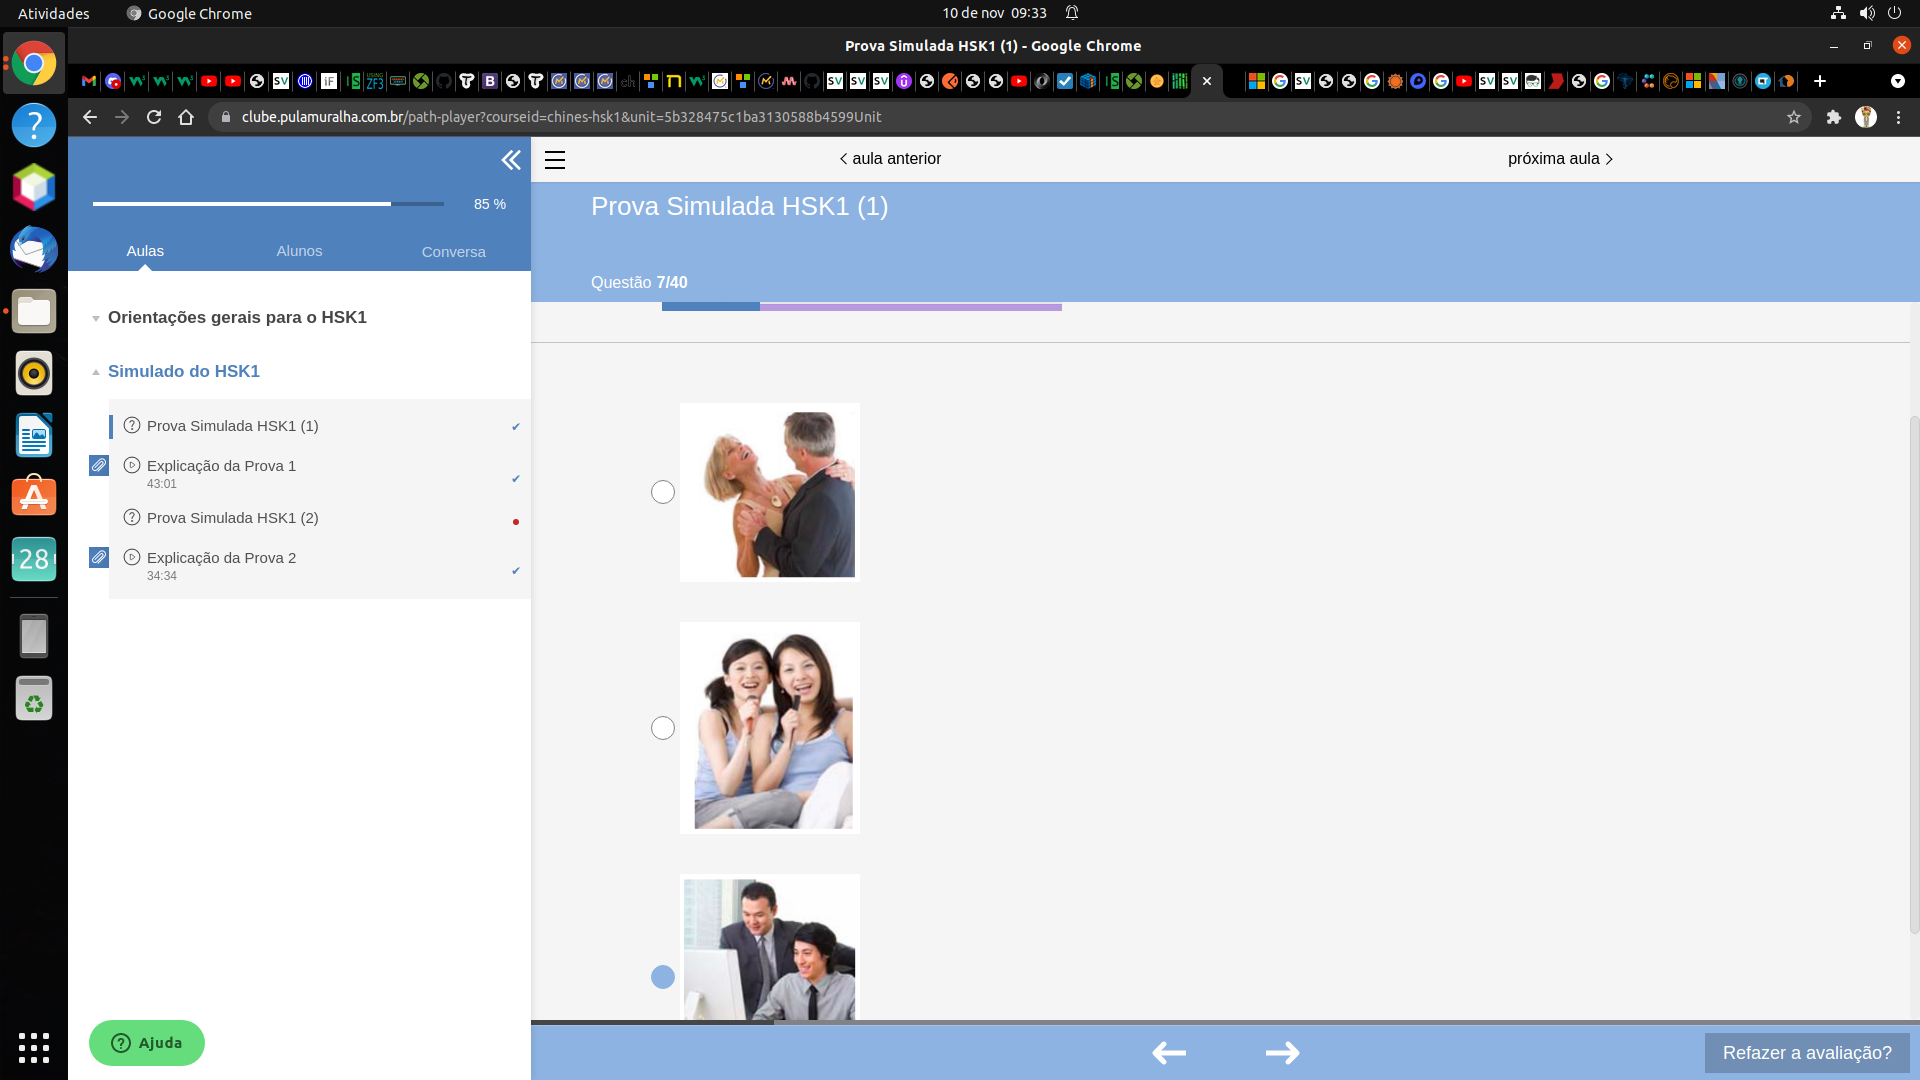 Atividades
Google Chrome
10 de nov 09:33
Prova Simulada HSK1 (1) - Google Chrome
clube.pulamuralha.com.br/path-player?courseid=chines-hsk1&unit=5b328475c1ba3130588b4599Unit
aula anterior
próxima aula
85 %
Prova Simulada HSK1 (1)
Aulas
Alunos
Conversa
Questão 7/40
Orientações gerais para o HSK1
Simulado do HSK1
Prova Simulada HSK1 (1)
Explicação da Prova 1
43:01
Prova Simulada HSK1 (2)
Explicação da Prova 2
34:34
28
Ajuda
Refazer a avaliação?